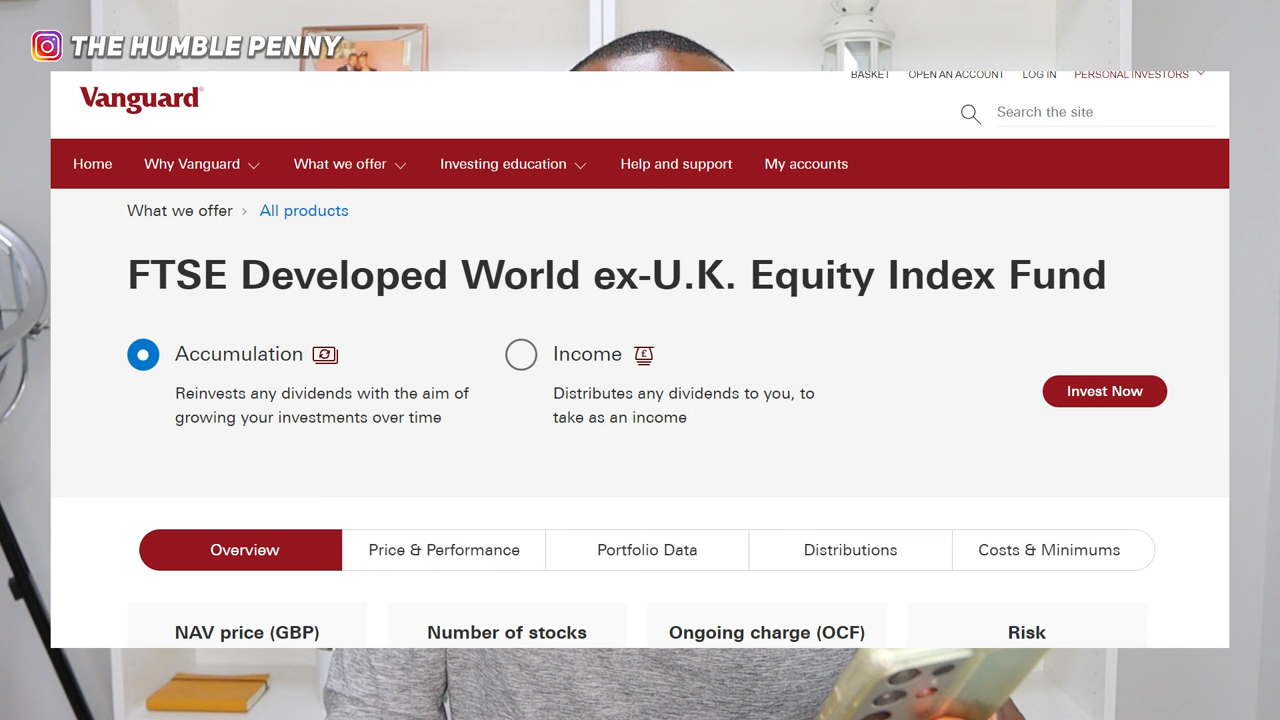 THE HUMBLE PENNY
BASKET OPEN AN ACCOUNT LOG IN PERSONAL INVESTORS
Vanguard®
Search the site
Home Why Vanguard What we offer Investing education Help and support My accounts
What we offer > All products
FTSE Developed World ex-U.K. Equity Index Fund
Accumulation
Reinvests any dividends with the aim of
growing your investments over time
Income £
Distributes any dividends to you, to
take as an income
Invest Now
Overview Price & Performance Portfolio Data Distributions Costs & Minimums
NAV price (GBP) Number of stocks Ongoing charge (OCF) Risk